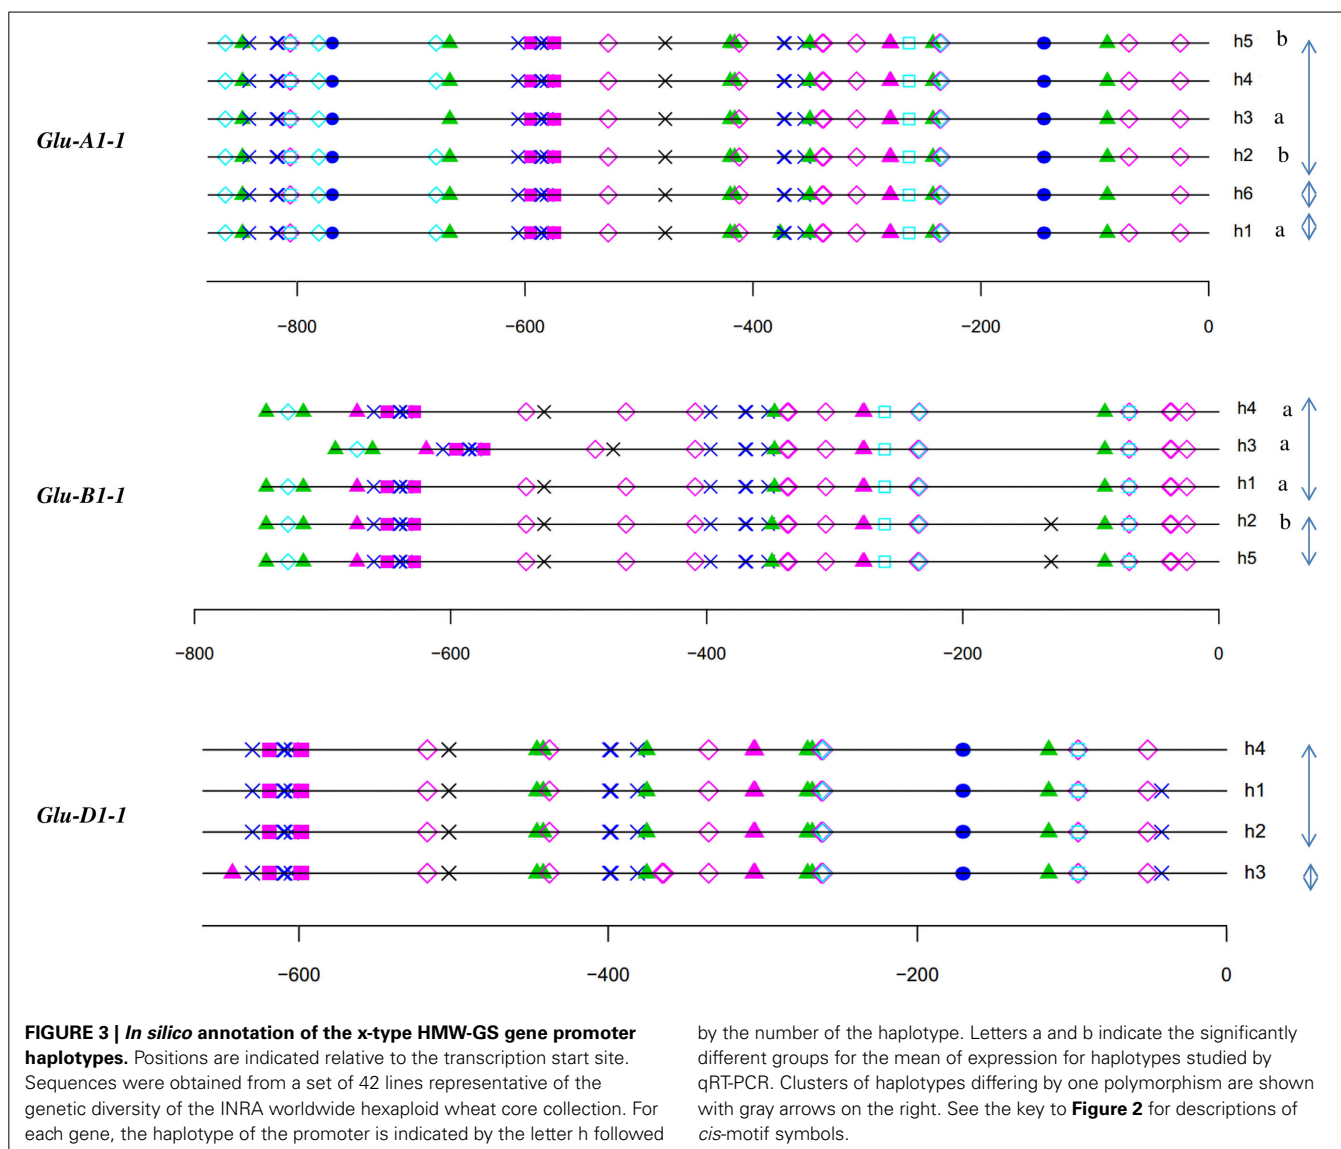 h5 b
h4
Glu-A1-1
h3 a
h2 b
h6
h1 a
−800 −600 −400 −200 0
h4 a
h3 a
Glu-B1-1
h1 a
h2 b
h5
−800 −600 −400 −200 0
h4
h1
Glu-D1-1
h2
h3
−600 −400 −200 0
FIGURE 3 | In silico annotation of the x-type HMW-GS gene promoter
haplotypes. Positions are indicated relative to the transcription start site.
Sequences were obtained from a set of 42 lines representative of the
genetic diversity of the INRA worldwide hexaploid wheat core collection. For
each gene, the haplotype of the promoter is indicated by the letter h followed
by the number of the haplotype. Letters a and b indicate the significantly
different groups for the mean of expression for haplotypes studied by
qRT-PCR. Clusters of haplotypes differing by one polymorphism are shown
with gray arrows on the right. See the key to Figure 2 for descriptions of
cis-motif symbols.